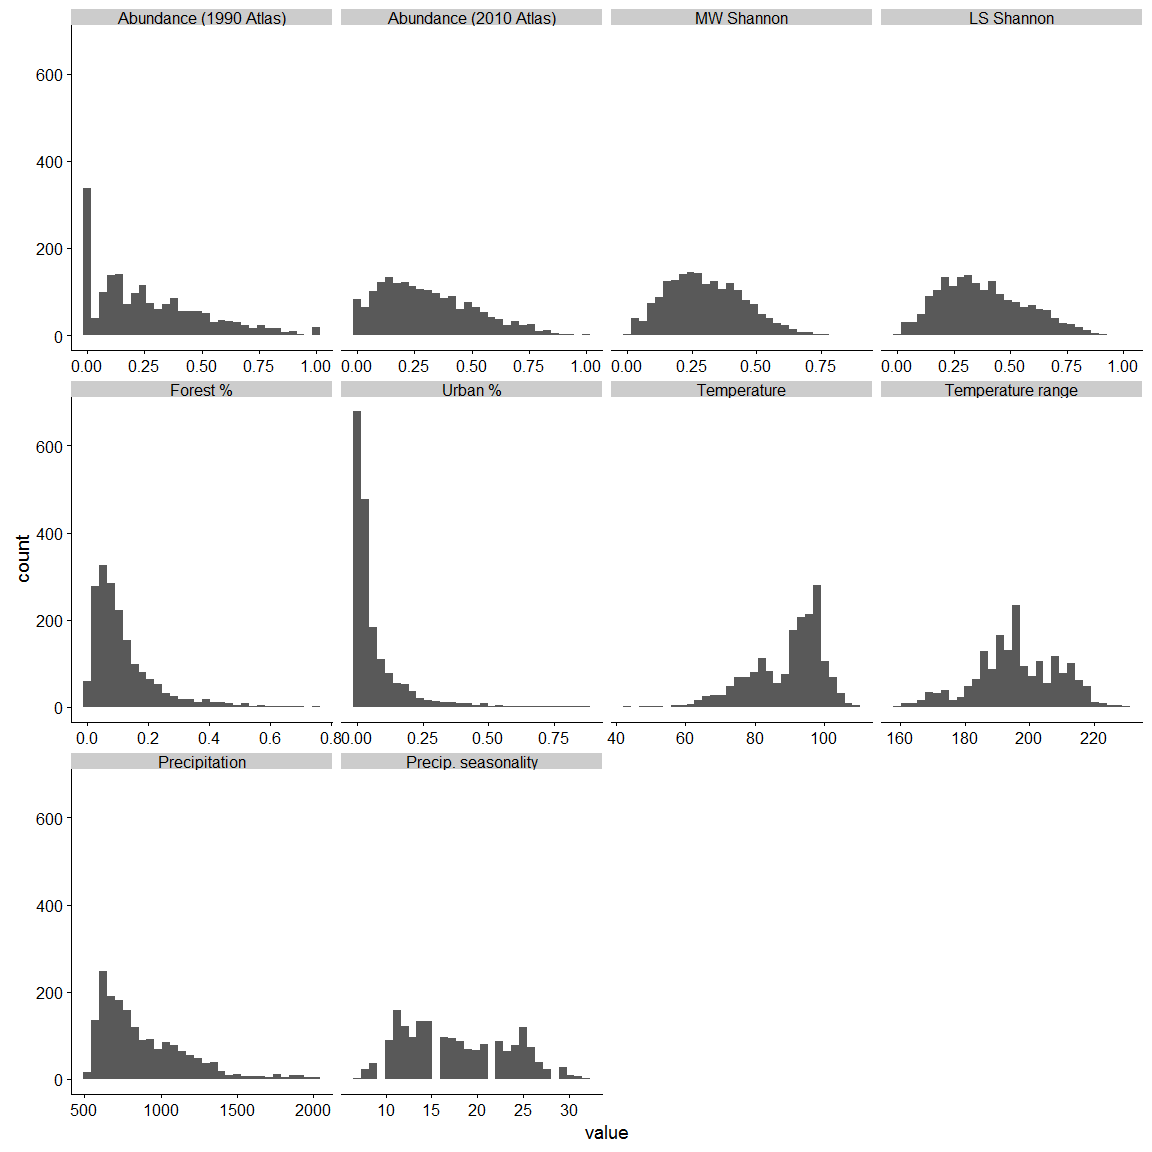 Abundance (1990 Atlas) Abundance (2010 Atlas) MW Shannon LS Shannon
600
400
200
0
0.00 0.25 0.50 0.75 1.00 0.00 0.25 0.50 0.75 1.00 0.00 0.25 0.50 0.75 0.00 0.25 0.50 0.75 1.00
Forest % Urban % Temperature Temperature range
600
400
200
0
0.0 0.2 0.4 0.6 0.8 0.00 0.25 0.50 0.75 40 60 80 100 160 180 200 220
count
Precipitation Precip. seasonality
600
400
200
0
500 1000 1500 2000 10 15 20 25 30
value